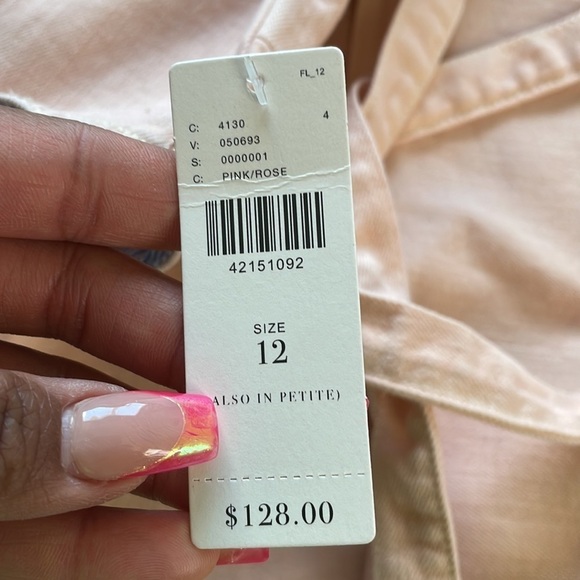 FL_12
C: 4130 4
V: 050693
S: 0000001
C: PINK/ROSE
42151092
SIZE
12
ALSO IN PETITE)
$128.00